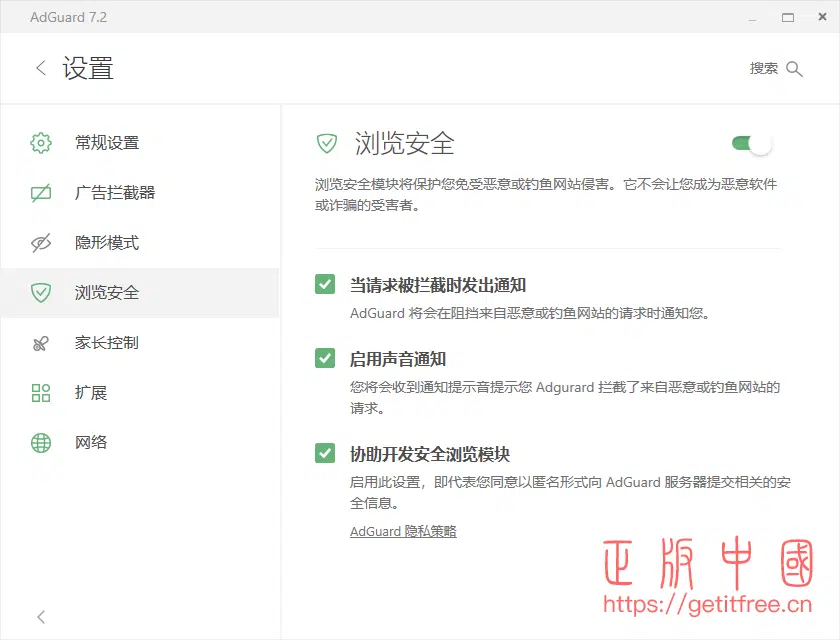 AdGuard 7.2
设置
搜索
常规设置
广告拦截器
隐形模式
浏览安全
家长控制
扩展
网络
浏览安全
浏览安全模块将保护您免受恶意或钓鱼网站侵害。它不会让您成为恶意软件
或诈骗的受害者。
当请求被拦截时发出通知
AdGuard 将会在阻挡来自恶意或钓鱼网站的请求时通知您。
启用声音通知
您将会收到通知提示音提示您 Adgurard 拦截了来自恶意或钓鱼网站的
请求。
协助开发安全浏览模块
启用此设置，即代表您同意以匿名形式向 AdGuard 服务器提交相关的安
全信息。
AdGuard 隐私策略
正版中國
https://getitfree.cn